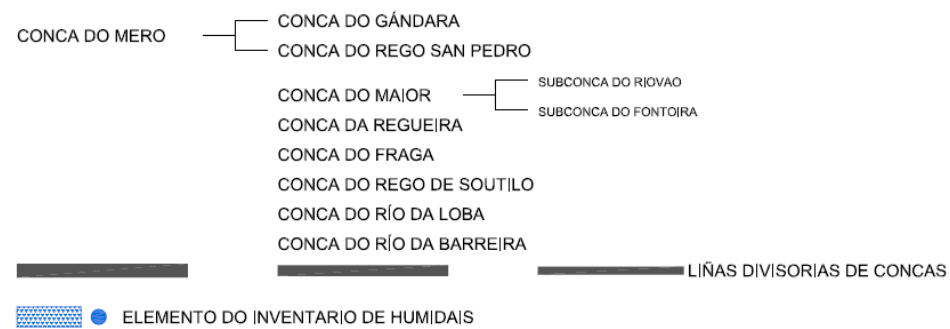 CONCA DO GÁNDARA
CONCA DO MERO
CONCA DO REGO SAN PEDRO
SUBCONCA DO RIOVAO
CONCA DO MAIOR
SUBCONCA DO FONTOIRA
CONCA DA REGUEIRA
CONCA DO FRAGA
CONCA DO REGO DE SOUTILO
CONCA DO RÍO DA LOBA
CONCA DO RÍO DA BARREIRA
LIÑAS DIVISORIAS DE CONCAS
ELEMENTO DO INVENTARIO DE HUMIDAIS